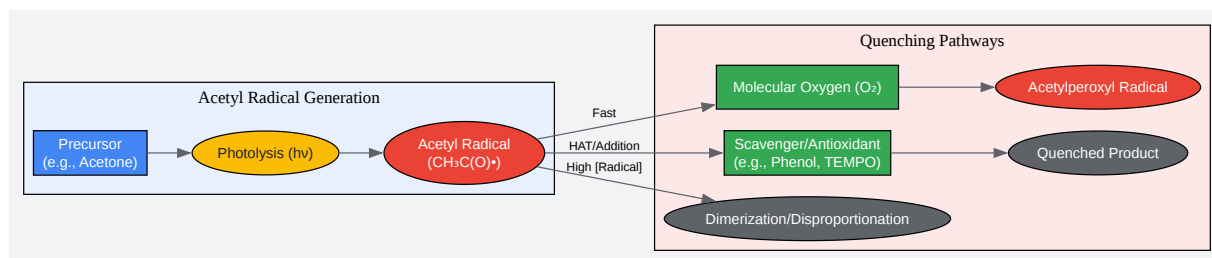 Acetyl Radical Generation
Precursor
(e.g., Acetone)
Photolysis (hν)
Acetyl Radical
(CH₃C(O)•)
Fast
HAT/Addition
High [Radical]
Quenching Pathways
Molecular Oxygen (O₂)
Acetylperoxyl Radical
Scavenger/Antioxidant
(e.g., Phenol, TEMPO)
Quenched Product
Dimerization/Disproportionation